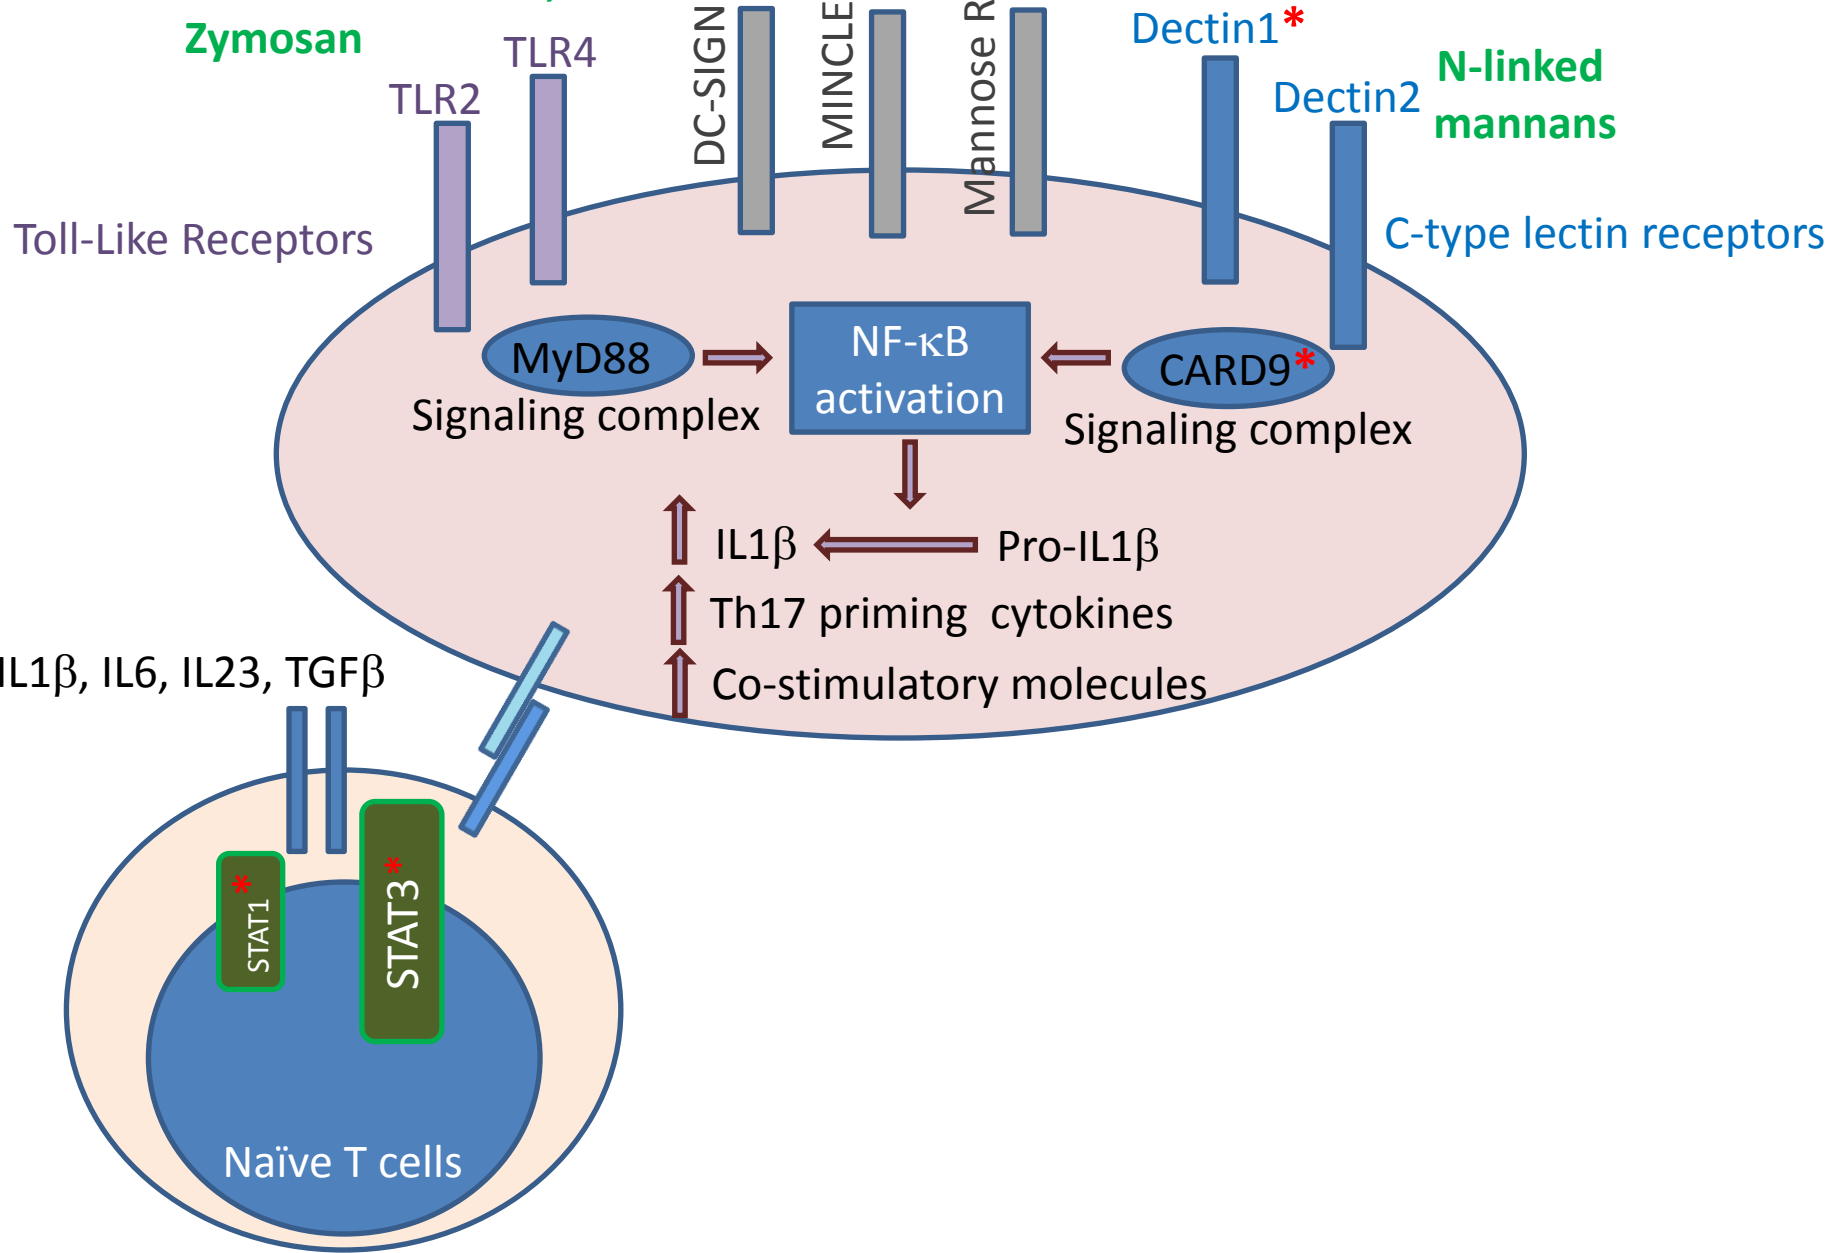 Zymosan
TLR4
TLR2
DC-SIGN
MINCLE
Mannose R
Dectin1*
Dectin2
N-linked
mannans
Toll-Like Receptors
C-type lectin receptors
MyD88
Signaling complex
NF-κB
activation
CARD9*
Signaling complex
IL1β
Pro-IL1β
Th17 priming cytokines
Co-stimulatory molecules
IL1β, IL6, IL23, TGFβ
STAT1*
STAT3*
Naïve T cells